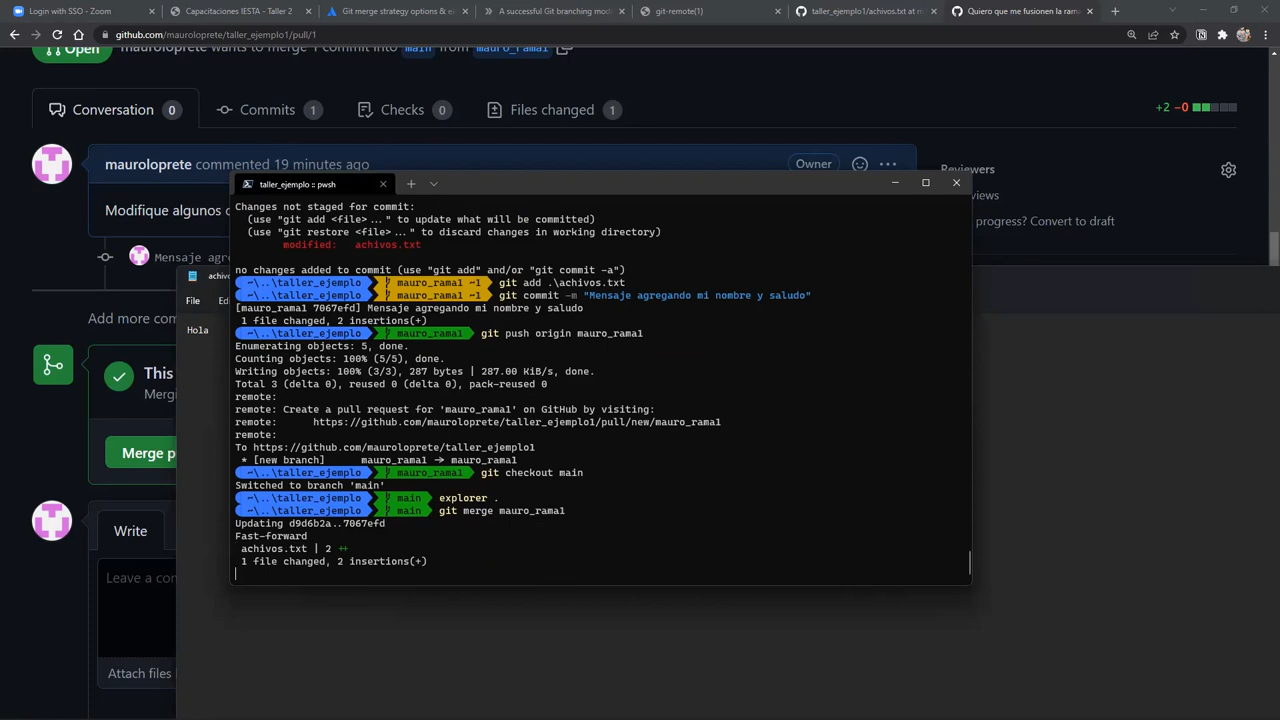 Login with SSO - Zoom
Capacitaciones IESTA - Taller 2
Git merge strategy options & ex
A successful Git branching mode
git-remote(1)
taller_ejemplo1/achivos.txt at m
Quiero que me fusionen la rama
github.com/mauroloprete/taller_ejemplo1/pull/1
Open
mauroloprete wants to merge 1 commit into main from mauro_rama1
Conversation 0
Commits 1
Checks 0
Files changed 1
+2 −0
mauroloprete commented 19 minutes ago
Owner
Reviewers
Modifique algunos c
views
progress? Convert to draft
Mensaje agre
achivo
File
Ed
Hola
Add more com
This
Mergi
Merge p
Write
Leave a com
Attach files
taller_ejemplo :: pwsh
Changes not staged for commit:
(use "git add <file>..." to update what will be committed)
(use "git restore <file>..." to discard changes in working directory)
modified: achivos.txt
no changes added to commit (use "git add" and/or "git commit -a")
~\..\taller_ejemplo mauro_rama1 ~1 git add .\achivos.txt
~\..\taller_ejemplo mauro_rama1 ~1 git commit -m "Mensaje agregando mi nombre y saludo"
[mauro_rama1 7067efd] Mensaje agregando mi nombre y saludo
1 file changed, 2 insertions(+)
~\..\taller_ejemplo mauro_rama1 git push origin mauro_rama1
Enumerating objects: 5, done.
Counting objects: 100% (5/5), done.
Writing objects: 100% (3/3), 287 bytes | 287.00 KiB/s, done.
Total 3 (delta 0), reused 0 (delta 0), pack-reused 0
remote:
remote: Create a pull request for 'mauro_rama1' on GitHub by visiting:
remote: https://github.com/mauroloprete/taller_ejemplo1/pull/new/mauro_rama1
remote:
To https://github.com/mauroloprete/taller_ejemplo1
* [new branch] mauro_rama1 → mauro_rama1
~\..\taller_ejemplo mauro_rama1 git checkout main
Switched to branch 'main'
~\..\taller_ejemplo main explorer .
~\..\taller_ejemplo main git merge mauro_rama1
Updating d9d6b2a..7067efd
Fast-forward
achivos.txt | 2 ++
1 file changed, 2 insertions(+)